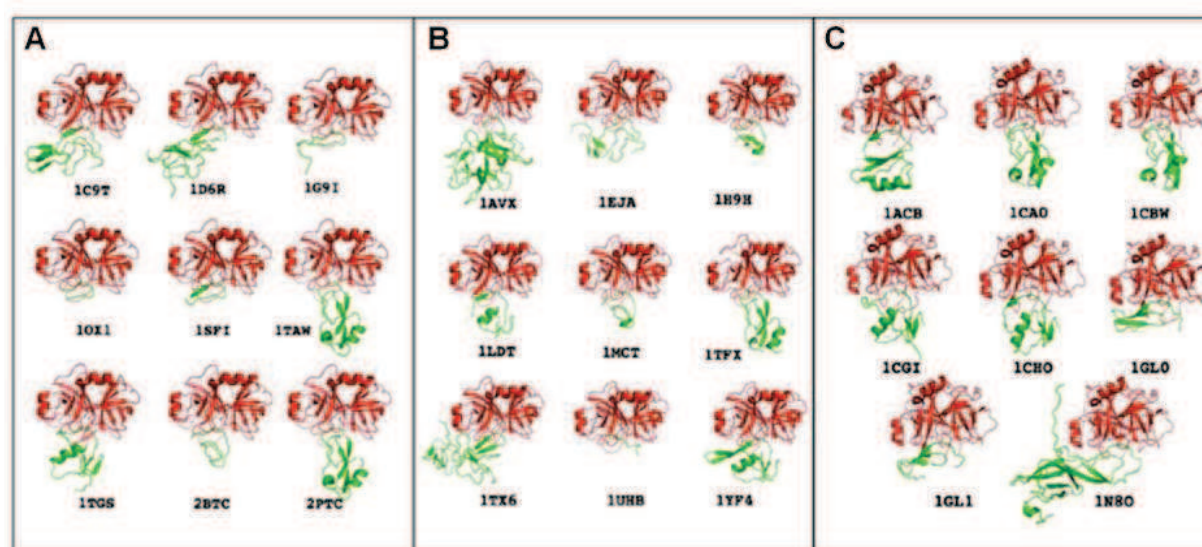 A B C
1C9T 1D6R 1G9I
1AVX 1EJA 1H9H
1ACB 1CAO 1CBW
1OX1 1SFI 1TAW
1LDT 1MCT 1TFX
1CGI 1CHO 1GL0
1TGS 2BTC 2PTC
1TX6 1UHB 1YF4
1GL1 1N8O